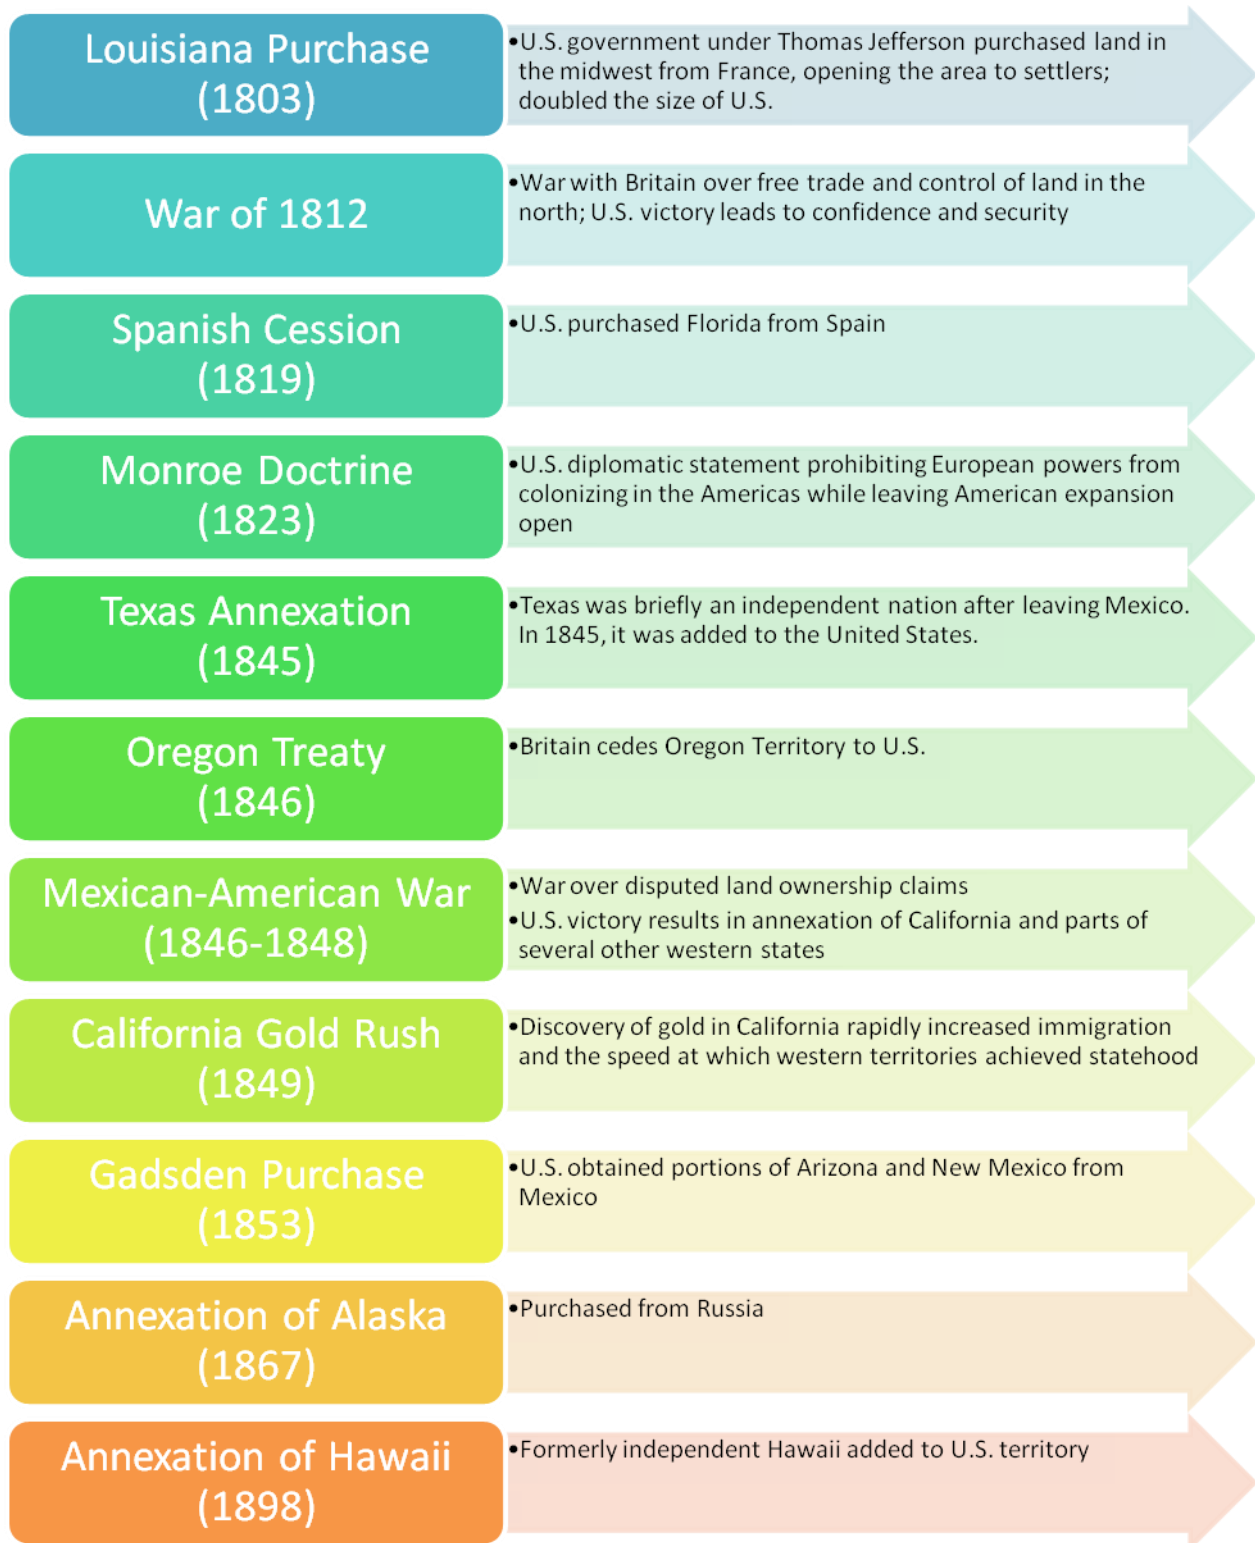 Louisiana Purchase
(1803)
•U.S. government under Thomas Jefferson purchased land in
the midwest from France, opening the area to settlers;
doubled the size of U.S.
War of 1812
•War with Britain over free trade and control of land in the
north; U.S. victory leads to confidence and security
Spanish Cession
(1819)
•U.S. purchased Florida from Spain
Monroe Doctrine
(1823)
•U.S. diplomatic statement prohibiting European powers from
colonizing in the Americas while leaving American expansion
open
Texas Annexation
(1845)
•Texas was briefly an independent nation after leaving Mexico.
In 1845, it was added to the United States.
Oregon Treaty
(1846)
•Britain cedes Oregon Territory to U.S.
Mexican-American War
(1846-1848)
•War over disputed land ownership claims
•U.S. victory results in annexation of California and parts of
several other western states
California Gold Rush
(1849)
•Discovery of gold in California rapidly increased immigration
and the speed at which western territories achieved statehood
Gadsden Purchase
(1853)
•U.S. obtained portions of Arizona and New Mexico from
Mexico
Annexation of Alaska
(1867)
•Purchased from Russia
Annexation of Hawaii
(1898)
•Formerly independent Hawaii added to U.S. territory